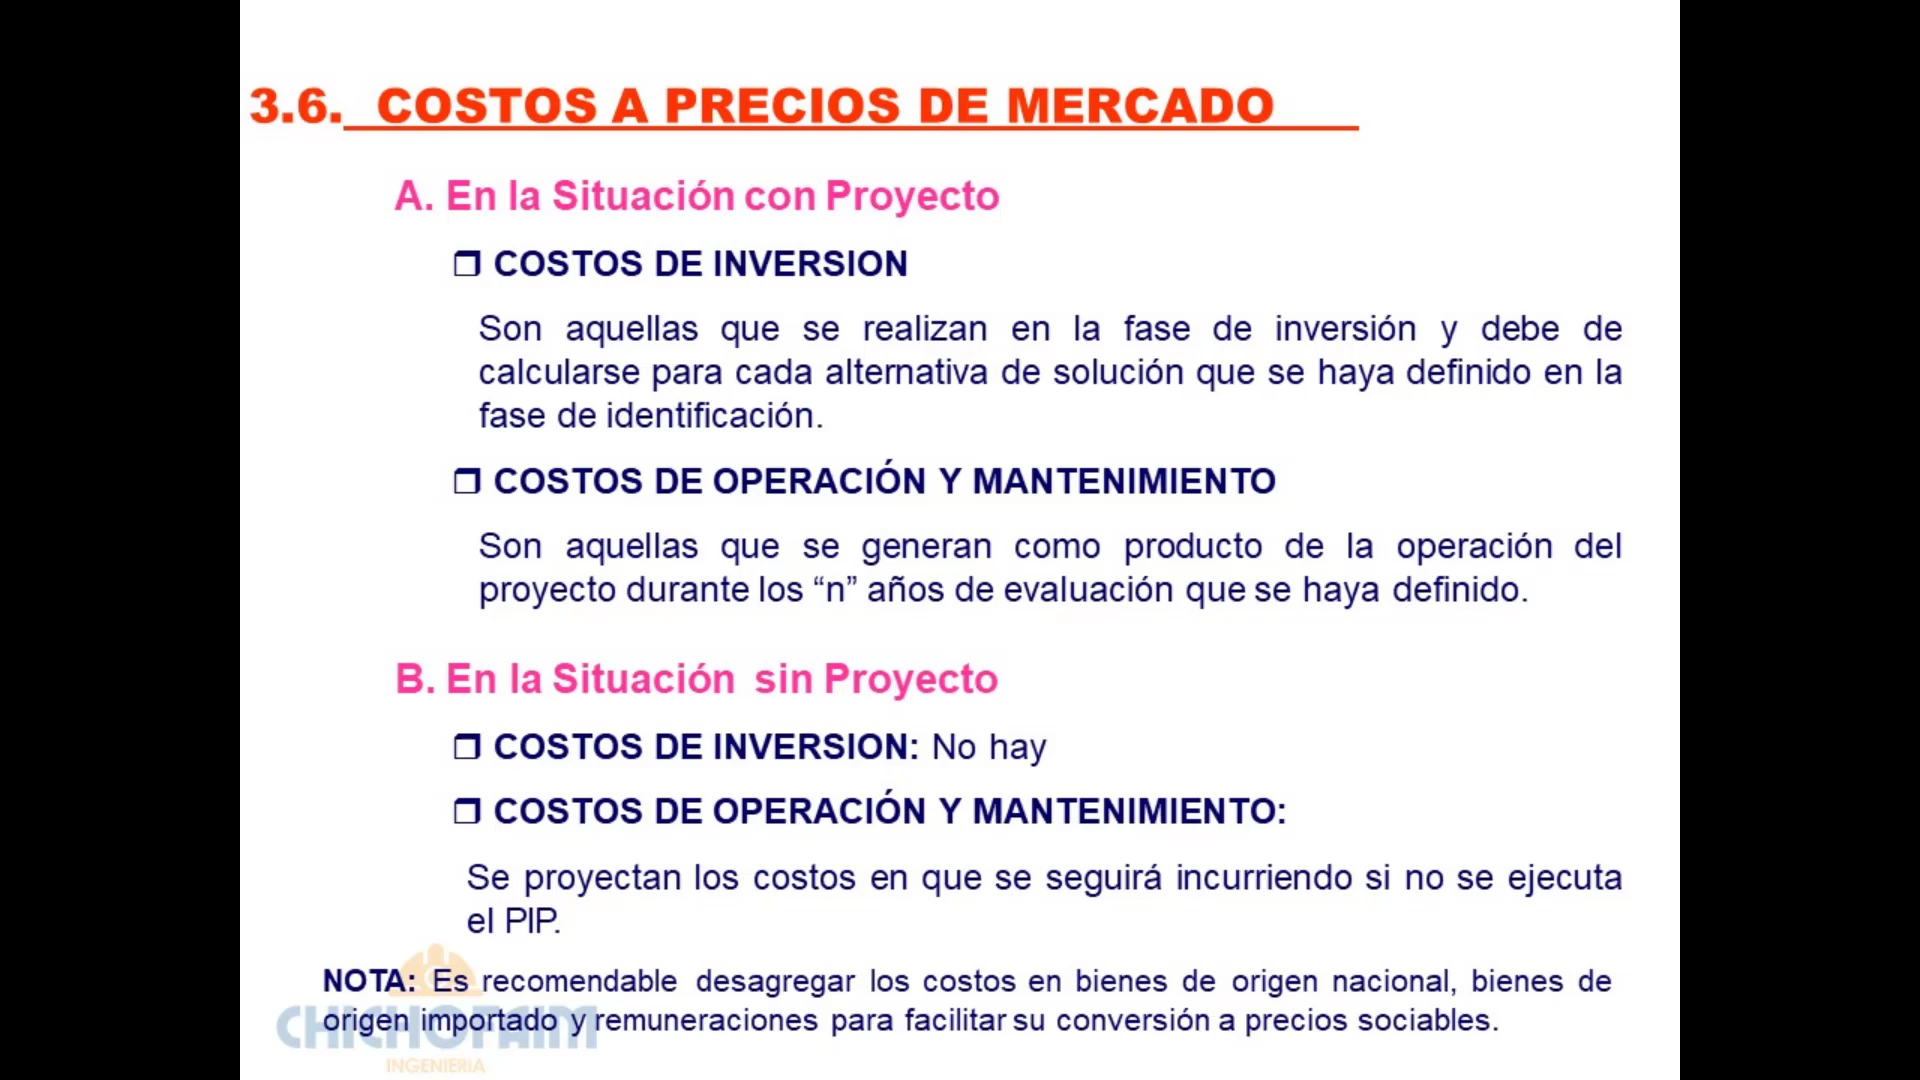 3.6. COSTOS A PRECIOS DE MERCADO
A. En la Situación con Proyecto
❒ COSTOS DE INVERSION
Son aquellas que se realizan en la fase de inversión y debe de
calcularse para cada alternativa de solución que se haya definido en la
fase de identificación.
❒ COSTOS DE OPERACIÓN Y MANTENIMIENTO
Son aquellas que se generan como producto de la operación del
proyecto durante los “n” años de evaluación que se haya definido.
B. En la Situación sin Proyecto
❒ COSTOS DE INVERSION: No hay
❒ COSTOS DE OPERACIÓN Y MANTENIMIENTO:
Se proyectan los costos en que se seguirá incurriendo si no se ejecuta
el PIP.
NOTA: Es recomendable desagregar los costos en bienes de origen nacional, bienes de
origen importado y remuneraciones para facilitar su conversión a precios sociables.
CHICHOFAIM
INGENIERIA